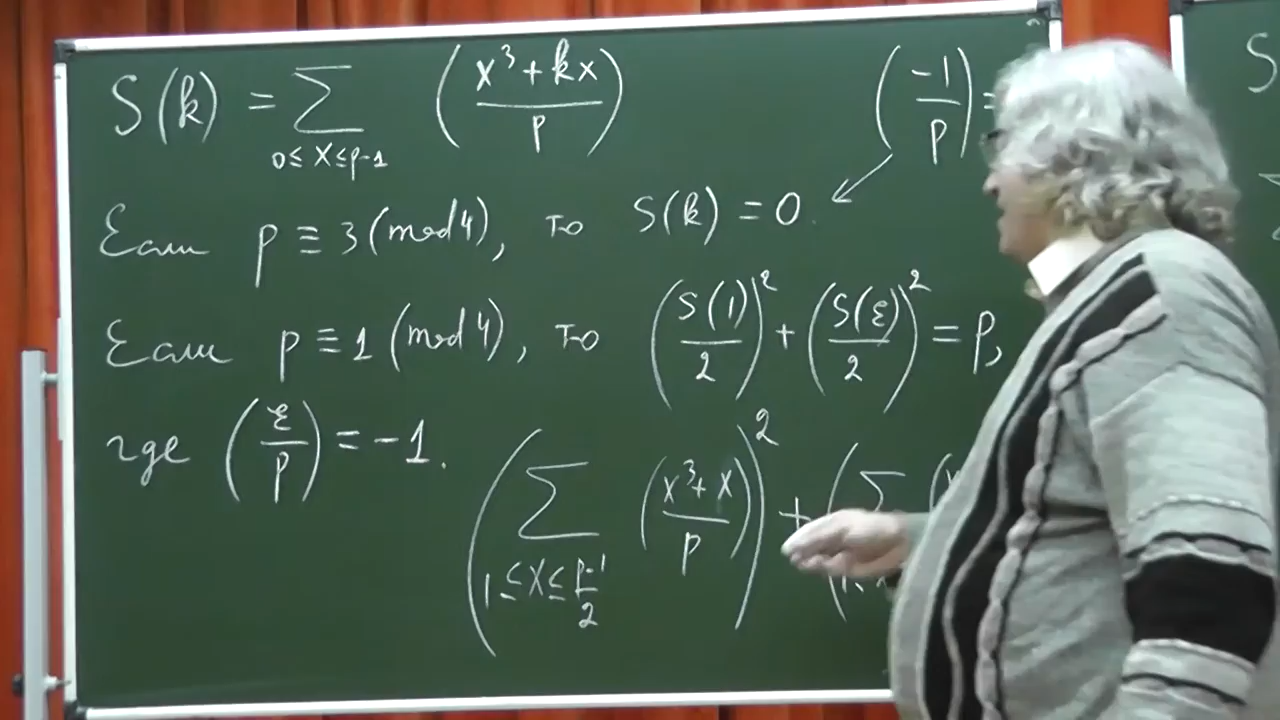 S(k) = ∑_{0≤x≤p-1} ((x³+kx)/p)
(-1/p) =
Если p ≡ 3 (mod 4), то S(k) = 0.
Если p ≡ 1 (mod 4), то (S(1)/2)² + (S(ε)/2)² = p,
где (ε/p) = -1.
(∑_{1≤x≤(p-1)/2} ((x³+x)/p))² + (∑
S